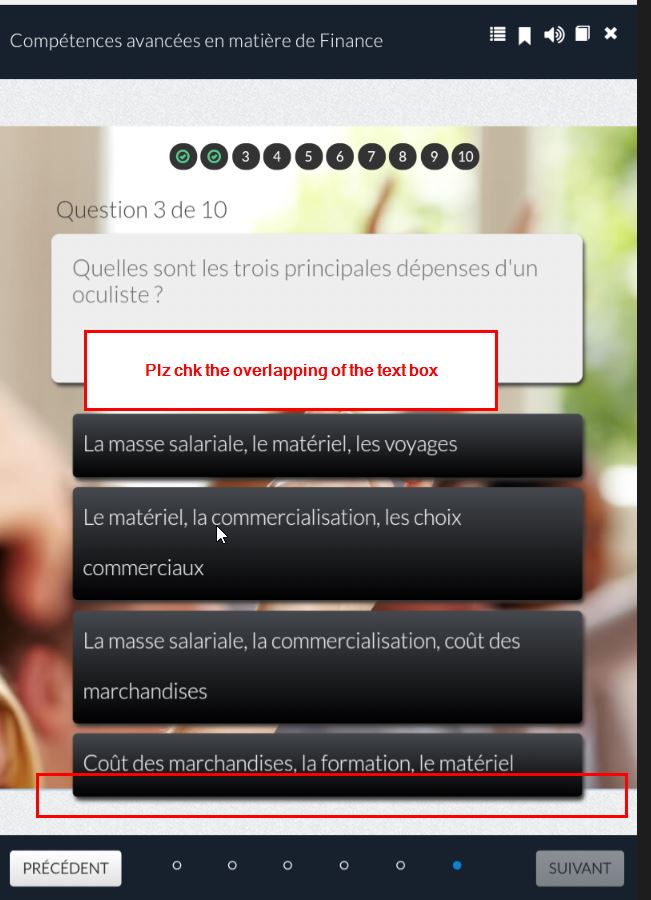 Compétences avancées en matière de Finance
3 4 5 6 7 8 9 10
Question 3 de 10
Quelles sont les trois principales dépenses d'un
oculiste ?
Plz chk the overlapping of the text box
La masse salariale, le matériel, les voyages
Le matériel, la commercialisation, les choix
commerciaux
La masse salariale, la commercialisation, coût des
marchandises
Coût des marchandises, la formation, le matériel
PRÉCÉDENT
SUIVANT